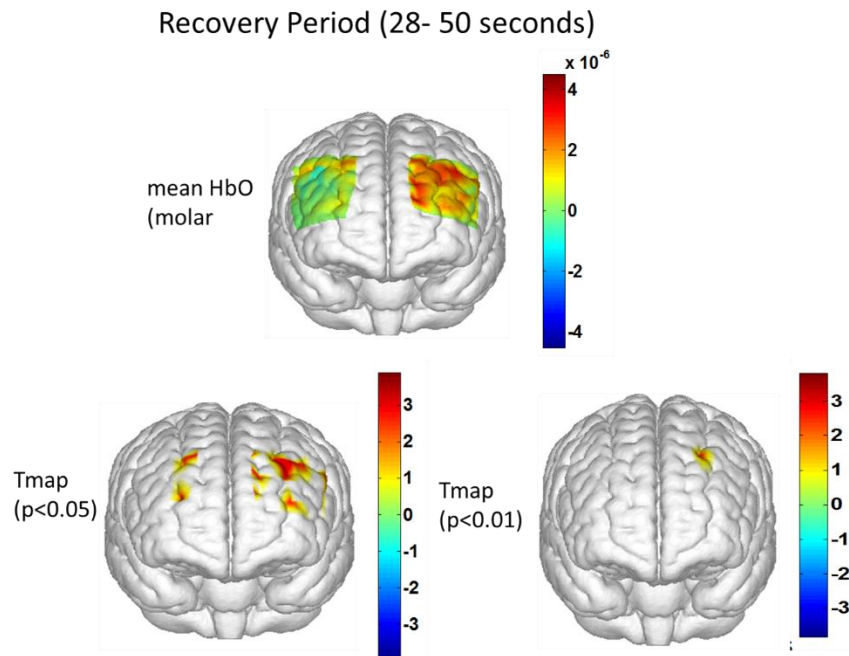 Recovery Period (28- 50 seconds)
x 10-6
4
2
0
-2
-4
mean HbO
(molar
3
2
1
0
-1
-2
-3
Tmap
(p<0.05)
3
2
1
0
-1
-2
-3
Tmap
(p<0.01)